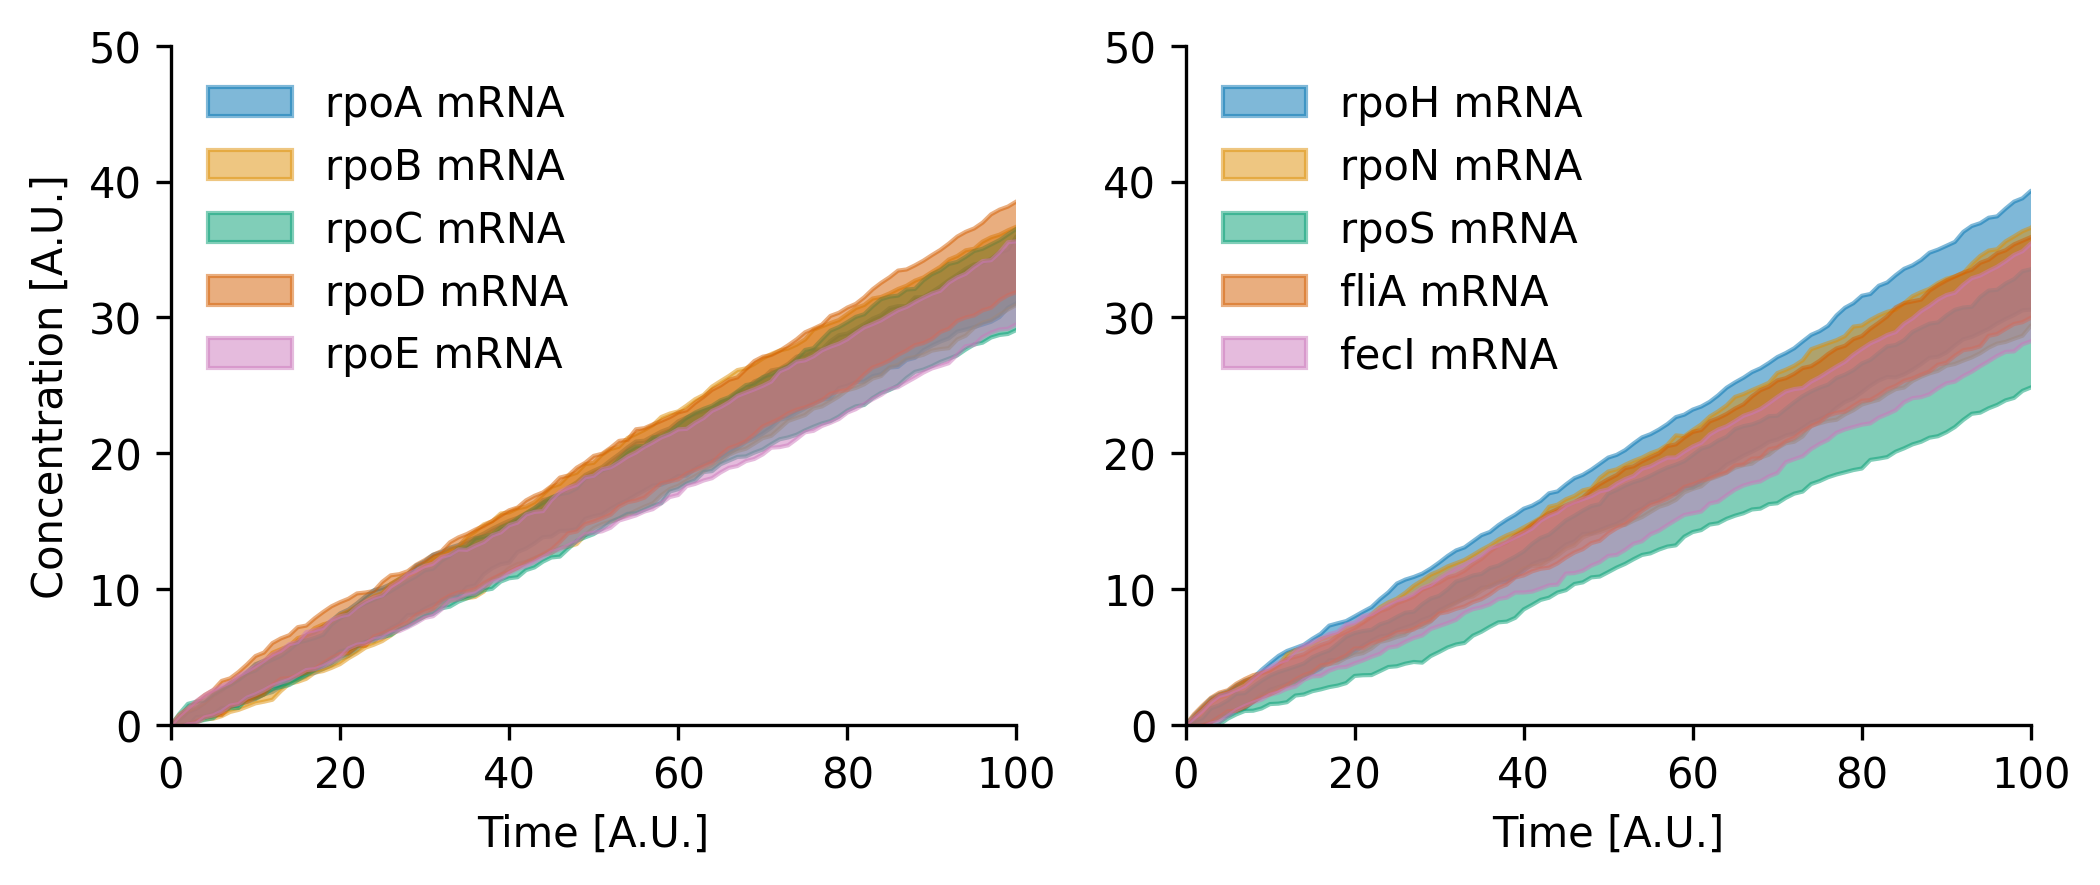 Concentration [A.U.]
50
40
30
20
10
0
rpoA mRNA
rpoB mRNA
rpoC mRNA
rpoD mRNA
rpoE mRNA
0 20 40 60 80 100
Time [A.U.]
50
40
30
20
10
0
rpoH mRNA
rpoN mRNA
rpoS mRNA
fliA mRNA
fecI mRNA
0 20 40 60 80 100
Time [A.U.]